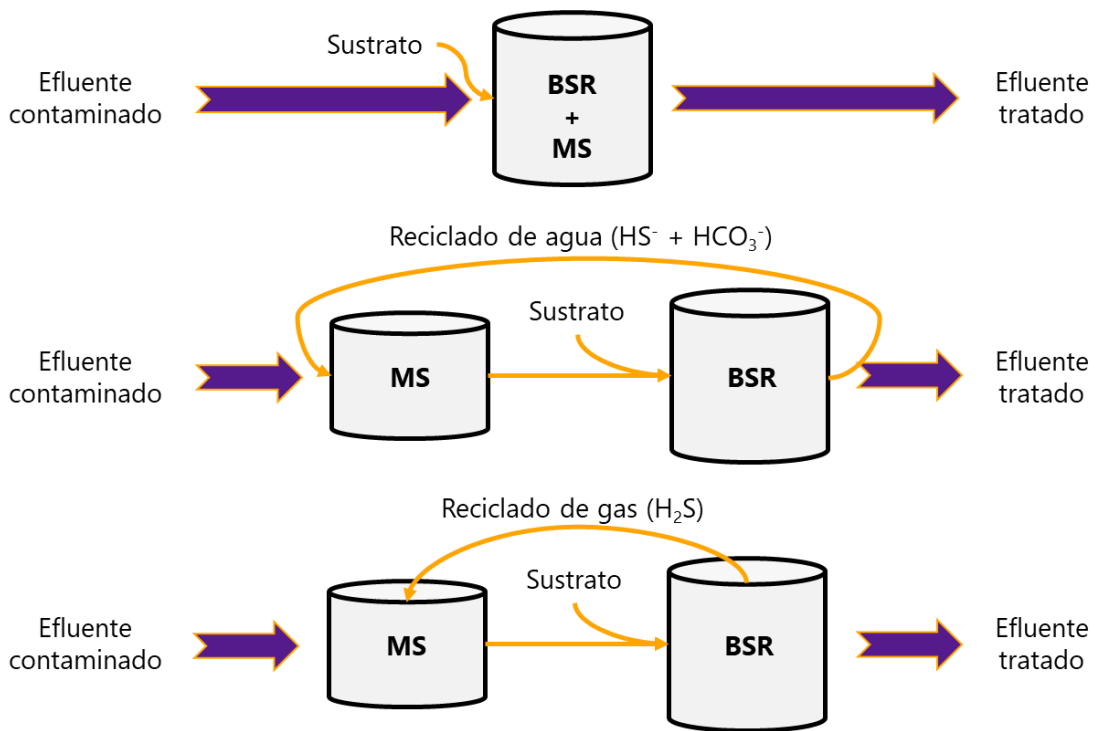 Sustrato
Efluente
contaminado
BSR
+
MS
Efluente
tratado
Reciclado de agua (HS⁻ + HCO₃⁻)
Sustrato
Efluente
contaminado
MS
BSR
Efluente
tratado
Reciclado de gas (H₂S)
Sustrato
Efluente
contaminado
MS
BSR
Efluente
tratado